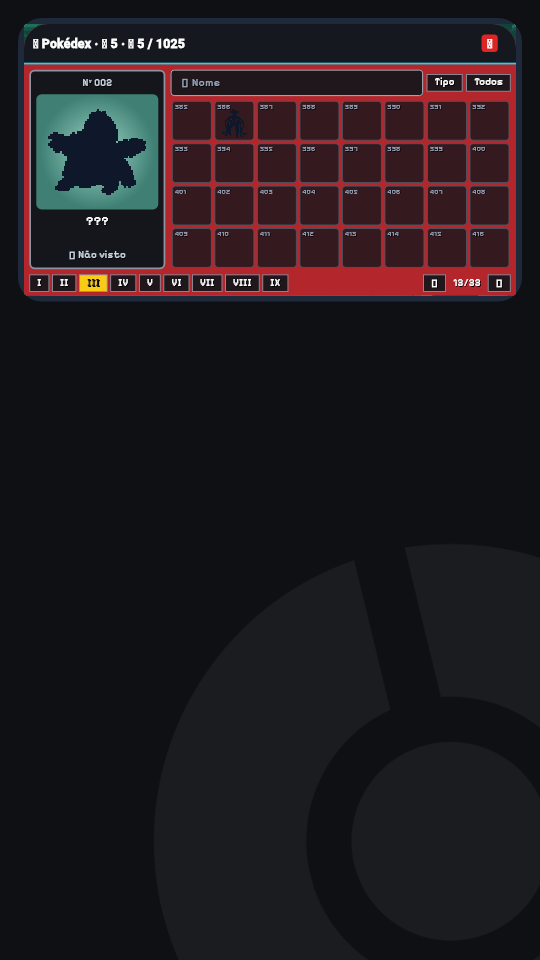 Pokédex · 5 · 5 / 1025
Nº 002
Nome
Tipo
Todos
385 386 387 388 389 390 391 392
393 394 395 396 397 398 399 400
401 402 403 404 405 406 407 408
409 410 411 412 413 414 415 416
???
Não visto
I II III IV V VI VII VIII IX
13/33